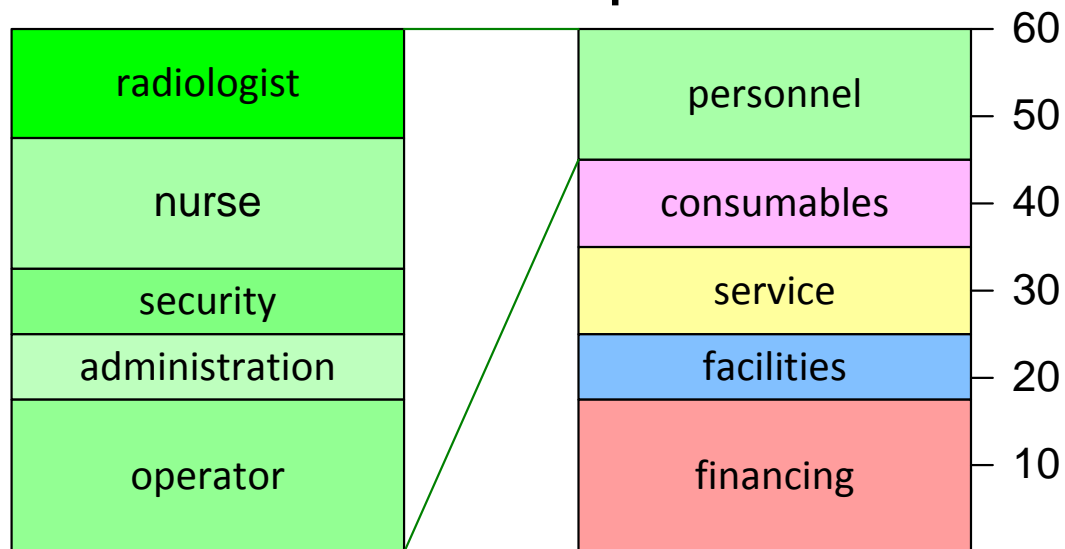 radiologist
nurse
security
administration
operator
personnel
consumables
service
facilities
financing
60
50
40
30
20
10